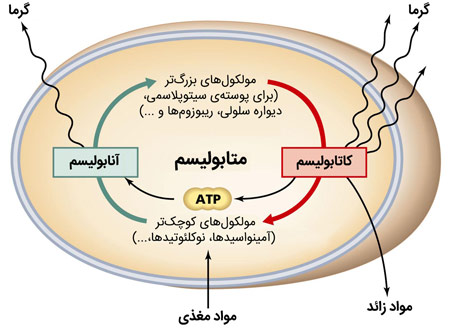 گرما
گرما
مولکول‌های بزرگ‌تر
(برای پوسته‌ی سیتوپلاسمی،
دیواره سلولی، ریبوزوم‌ها و ...)
آنابولیسم
متابولیسم
کاتابولیسم
ATP
مولکول‌های کوچک‌تر
(آمینواسیدها، نوکلئوتیدها،...)
مواد زائد
مواد مغذی